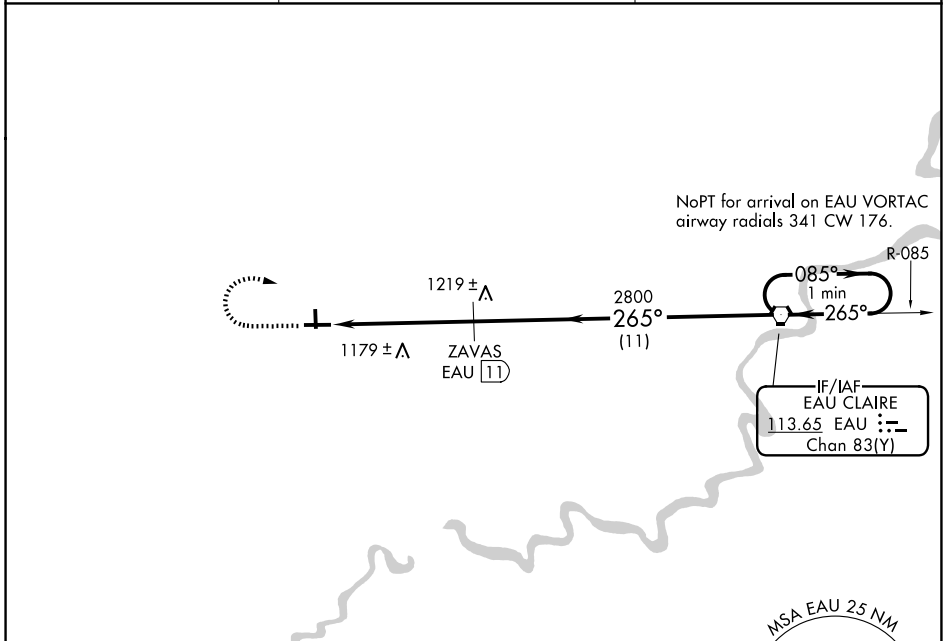 NoPT for arrival on EAU VORTAC
airway radials 341 CW 176.
R-085
085°
1 min
265°
1219 ±
2800
265°
(11)
1179 ±
ZAVAS
EAU 11
IF/IAF
EAU CLAIRE
113.65 EAU
Chan 83(Y)
MSA EAU 25 NM